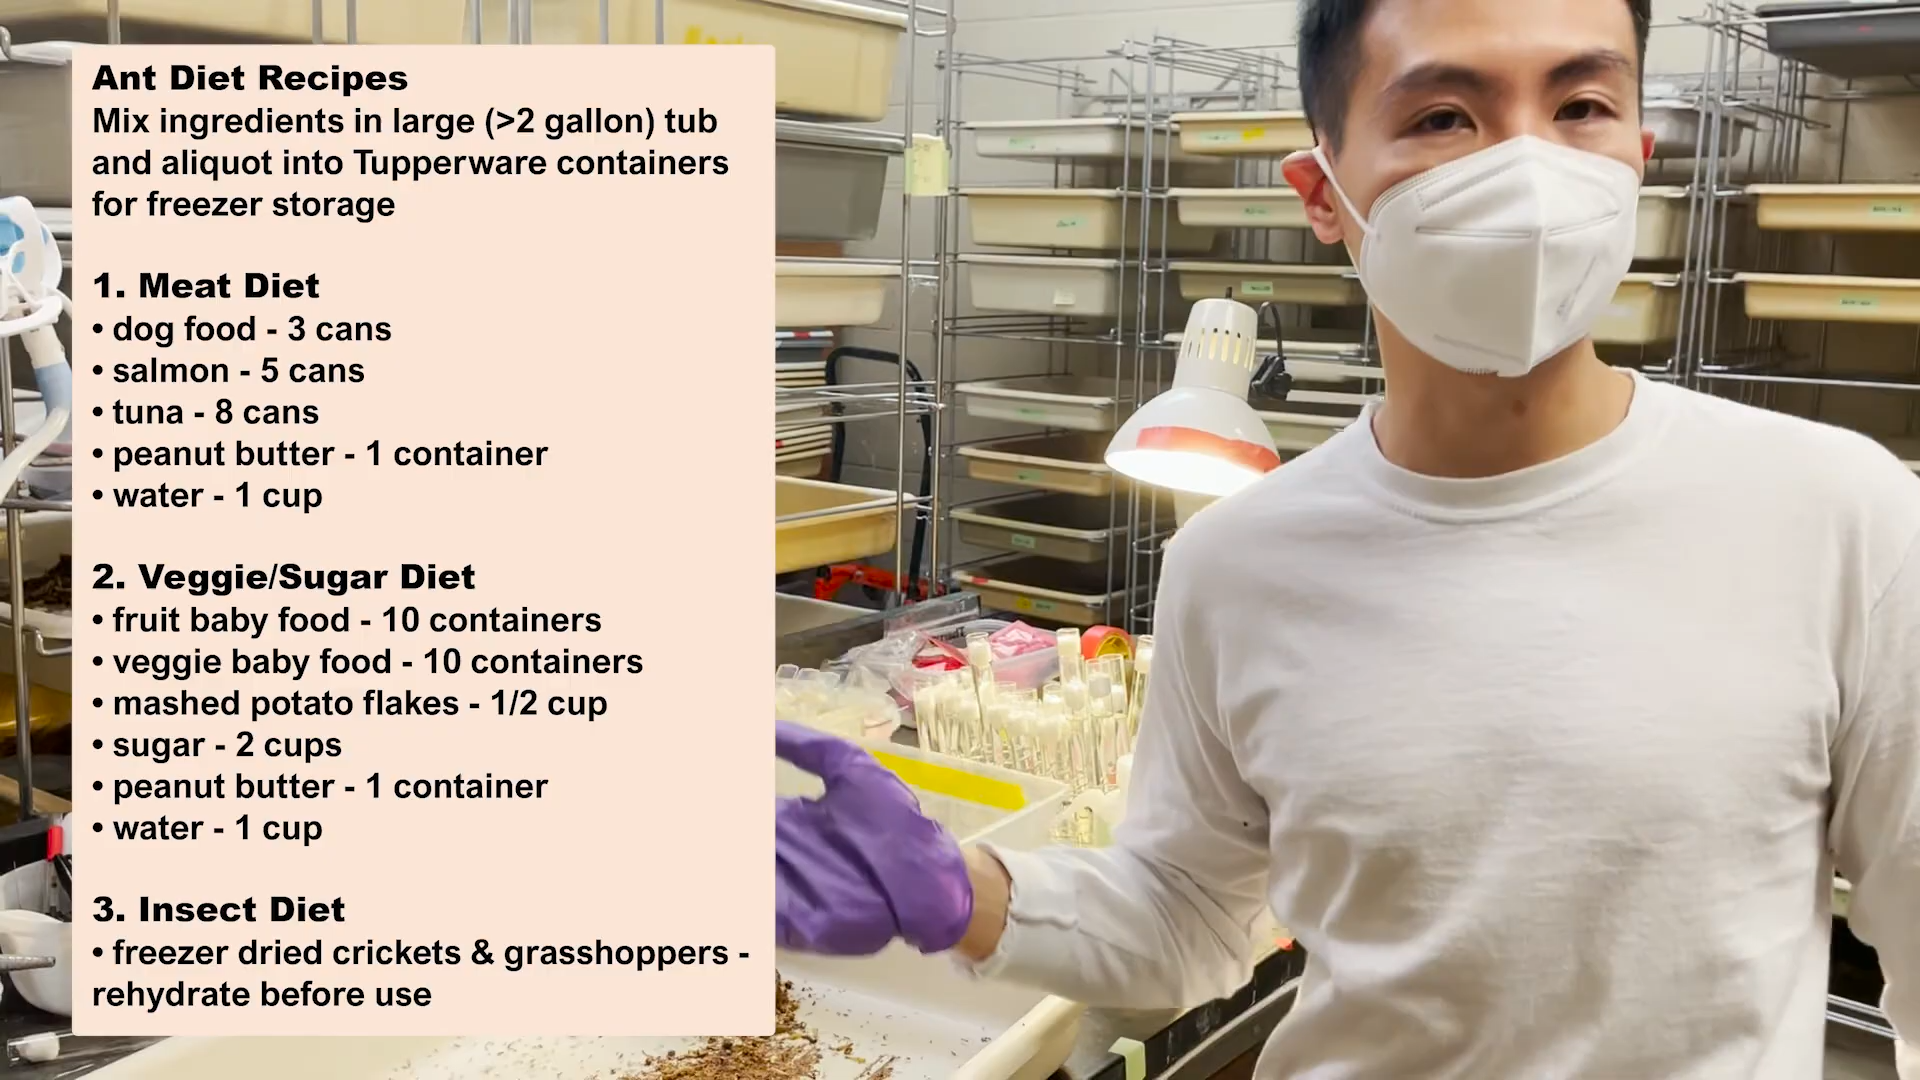 Ant Diet Recipes
Mix ingredients in large (>2 gallon) tub
and aliquot into Tupperware containers
for freezer storage
1. Meat Diet
• dog food - 3 cans
• salmon - 5 cans
• tuna - 8 cans
• peanut butter - 1 container
• water - 1 cup
2. Veggie/Sugar Diet
• fruit baby food - 10 containers
• veggie baby food - 10 containers
• mashed potato flakes - 1/2 cup
• sugar - 2 cups
• peanut butter - 1 container
• water - 1 cup
3. Insect Diet
• freezer dried crickets & grasshoppers -
rehydrate before use